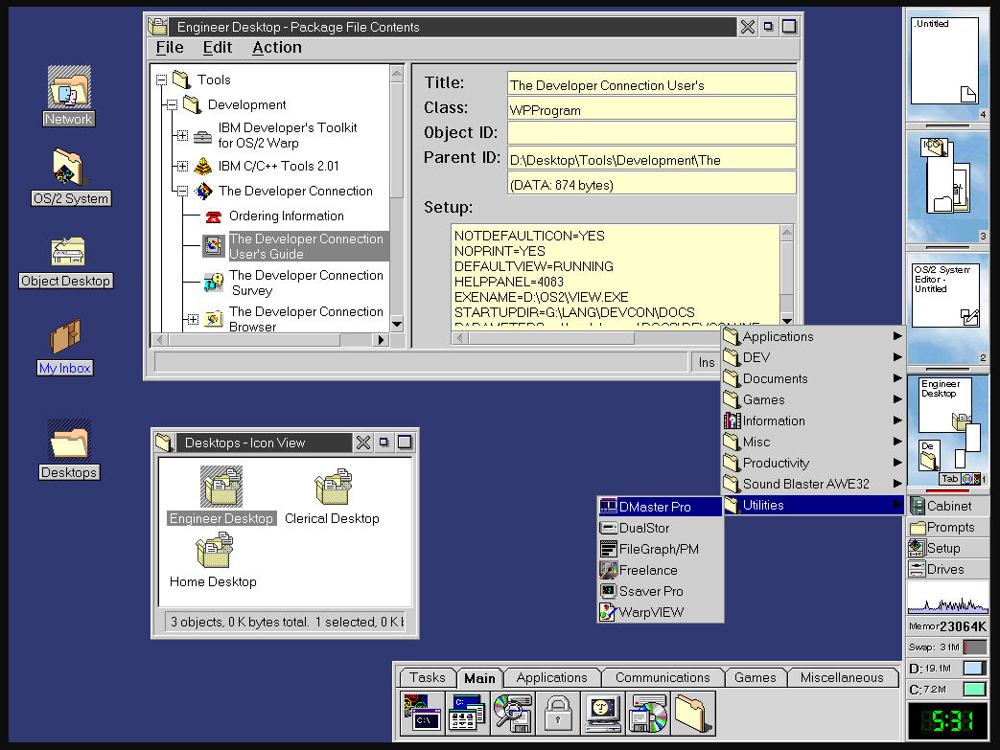 Engineer Desktop - Package File Contents
File Edit Action
Tools
Development
IBM Developer's Toolkit
for OS/2 Warp
IBM C/C++ Tools 2.01
The Developer Connection
Ordering Information
The Developer Connection
User's Guide
The Developer Connection
Survey
The Developer Connection
Browser
Title: The Developer Connection User's
Class: WPProgram
Object ID:
Parent ID: D:\Desktop\Tools\Development\The
(DATA: 874 bytes)
Setup:
NOTDEFAULTICON=YES
NOPRINT=YES
DEFAULTVIEW=RUNNING
HELPPANEL=4083
EXENAME=D:\OS2\VIEW.EXE
STARTUPDIR=G:\LANG\DEVCON\DOCS
Ins
Network
OS/2 System
Object Desktop
My Inbox
Desktops
Desktops - Icon View
Engineer Desktop
Clerical Desktop
Home Desktop
3 objects, 0 K bytes total. 1 selected, 0 K
Applications
DEV
Documents
Games
Information
Misc
Productivity
Sound Blaster AWE32
Utilities
DMaster Pro
DualStor
FileGraph/PM
Freelance
Ssaver Pro
WarpVIEW
Tasks Main Applications Communications Games Miscellaneous
C:\
.Untitled
4
ICO
3
OS/2 System
Editor -
Untitled
2
Engineer
Desktop
De
Tab
1
Cabinet
Prompts
Setup
Drives
Memor 23064K
Swap: 31M
D: 19.1M
C: 7.2M
5:31